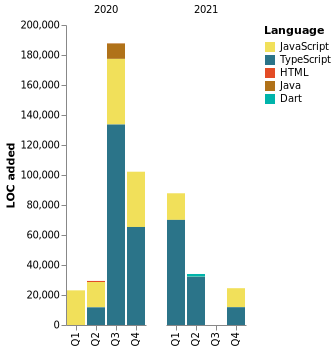 2020 2021
Language
JavaScript
TypeScript
HTML
Java
Dart
LOC added
200,000
180,000
160,000
140,000
120,000
100,000
80,000
60,000
40,000
20,000
0
Q1 Q2 Q3 Q4 Q1 Q2 Q3 Q4